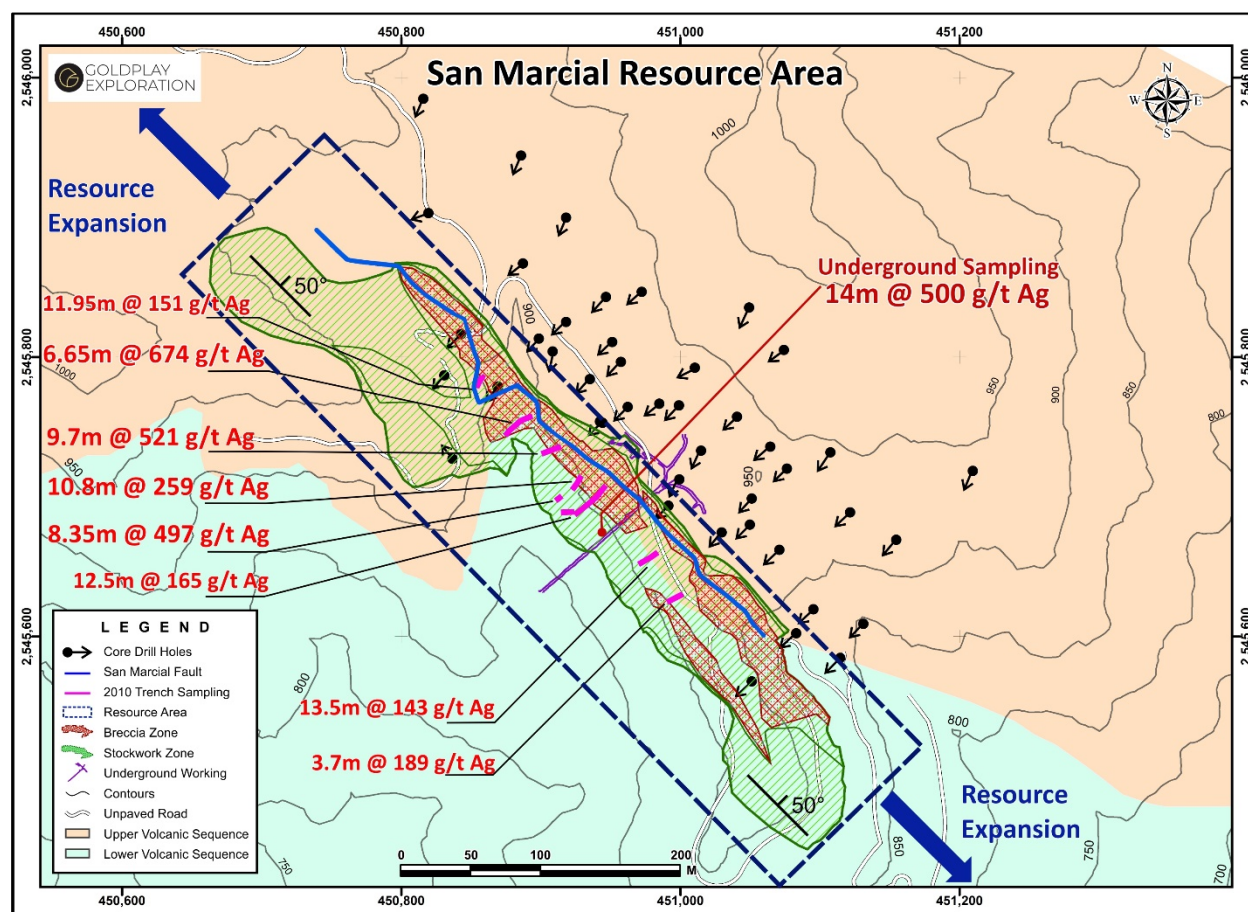 450,600
450,800
451,000
451,200
2,546,000
2,546,000
GOLDPLAY
EXPLORATION
San Marcial Resource Area
N
W
E
S
1000
Resource
Expansion
Underground Sampling
14m @ 500 g/t Ag
50°
11.95m @ 151 g/t Ag
900
6.65m @ 674 g/t Ag
2,545,800
2,545,800
1000
950
900
850
800
9.7m @ 521 g/t Ag
950
950
10.8m @ 259 g/t Ag
8.35m @ 497 g/t Ag
12.5m @ 165 g/t Ag
2,545,600
2,545,600
LEGEND
Core Drill Holes
San Marcial Fault
2010 Trench Sampling
Resource Area
Breccia Zone
Stockwork Zone
Underground Working
Contours
Unpaved Road
Upper Volcanic Sequence
Lower Volcanic Sequence
800
13.5m @ 143 g/t Ag
800
3.7m @ 189 g/t Ag
50°
Resource
Expansion
750
850
750
700
0
50
100
200
M
450,600
450,800
451,000
451,200